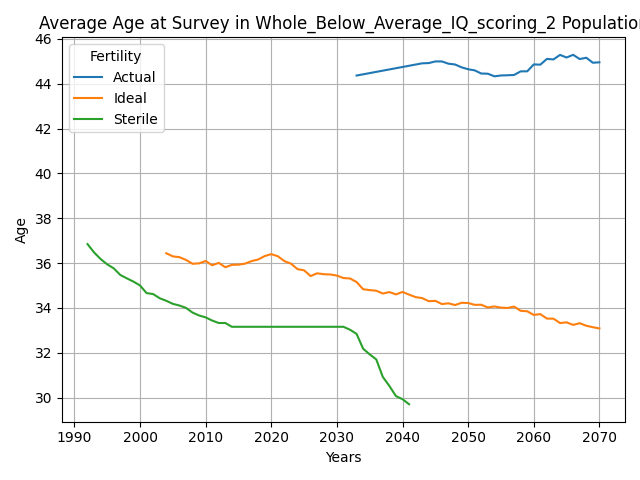 Average Age at Survey in Whole_Below_Average_IQ_scoring_2 Population
46
44
42
40
38
36
34
32
30
Age
Fertility
Actual
Ideal
Sterile
1990 2000 2010 2020 2030 2040 2050 2060 2070
Years